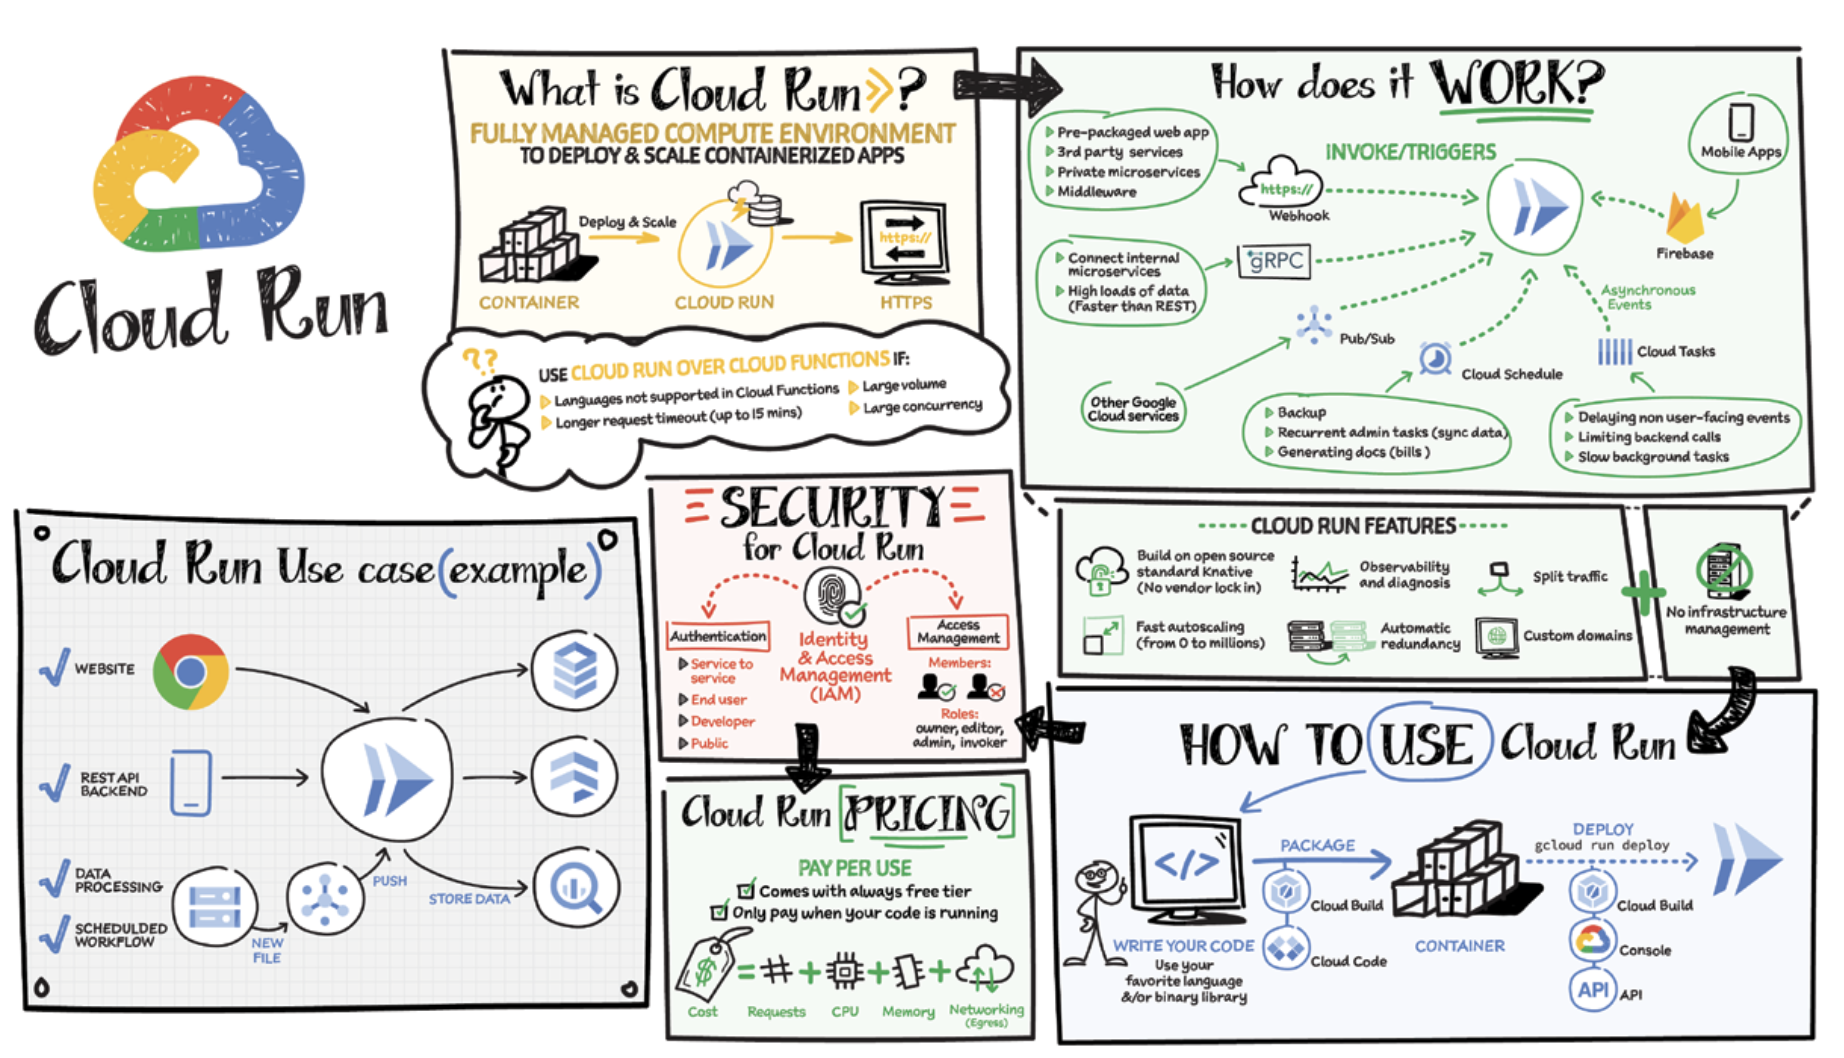 Cloud Run
What is Cloud Run ?
FULLY MANAGED COMPUTE ENVIRONMENT
TO DEPLOY & SCALE CONTAINERIZED APPS
Deploy & Scale
https://
CONTAINER
CLOUD RUN
HTTPS
??
USE CLOUD RUN OVER CLOUD FUNCTIONS IF:
Languages not supported in Cloud Functions
Longer request timeout (up to 15 mins)
Large volume
Large concurrency
How does it WORK?
Pre-packaged web app
3rd party services
Private microservices
Middleware
INVOKE/TRIGGERS
https://
Webhook
Mobile Apps
Firebase
Connect internal
microservices
High loads of data
(Faster than REST)
gRPC
Asynchronous
Events
Pub/Sub
Cloud Schedule
Cloud Tasks
Other Google
Cloud services
Backup
Recurrent admin tasks (sync data)
Generating docs (bills )
Delaying non user-facing events
Limiting backend calls
Slow background tasks
CLOUD RUN FEATURES
Build on open source
standard Knative
(No vendor lock in)
Observability
and diagnosis
Split traffic
Fast autoscaling
(from 0 to millions)
Automatic
redundancy
Custom domains
+
No infrastructure
management
HOW TO USE Cloud Run
</>
WRITE YOUR CODE
Use your
favorite language
&/or binary library
PACKAGE
Cloud Build
Cloud Code
CONTAINER
DEPLOY
gcloud run deploy
Cloud Build
Console
API
API
SECURITY
for Cloud Run
Authentication
Service to
service
End user
Developer
Public
Identity
& Access
Management
(IAM)
Access
Management
Members:
Roles:
owner, editor,
admin, invoker
Cloud Run [PRICING]
PAY PER USE
Comes with always free tier
Only pay when your code is running
$ = # + + +
Cost
Requests
CPU
Memory
Networking
(Egress)
Cloud Run Use case (example)
WEBSITE
REST API
BACKEND
DATA
PROCESSING
SCHEDULDED
WORKFLOW
NEW
FILE
PUSH
STORE DATA